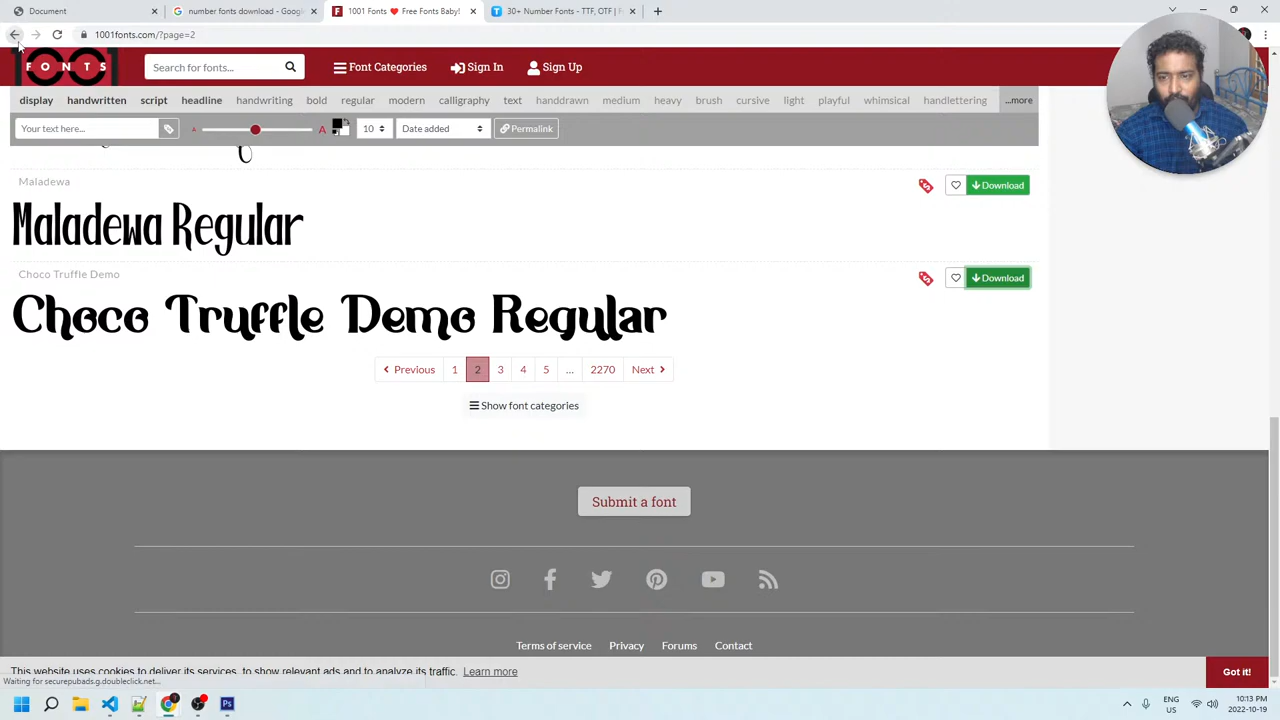 Document
number fonts download - Googl
1001 Fonts ❤ Free Fonts Baby!
30+ Number Fonts - TTF, OTF | F
1001fonts.com/?page=2
FONTS
Search for fonts...
Font Categories
Sign In
Sign Up
display handwritten script headline handwriting bold regular modern calligraphy text handdrawn medium heavy brush cursive light playful whimsical handlettering ...more
Your text here...
A A
10
Date added
Permalink
Maladewa
Download
Maladewa Regular
Choco Truffle Demo
Download
Choco Truffle Demo Regular
Previous 1 2 3 4 5 ... 2270 Next
Show font categories
Submit a font
Terms of service Privacy Forums Contact
This website uses cookies to deliver its services, to show relevant ads and to analyze its traffic. Learn more
Got it!
Waiting for securepubads.g.doubleclick.net...
ENG
US
10:13 PM
2022-10-19